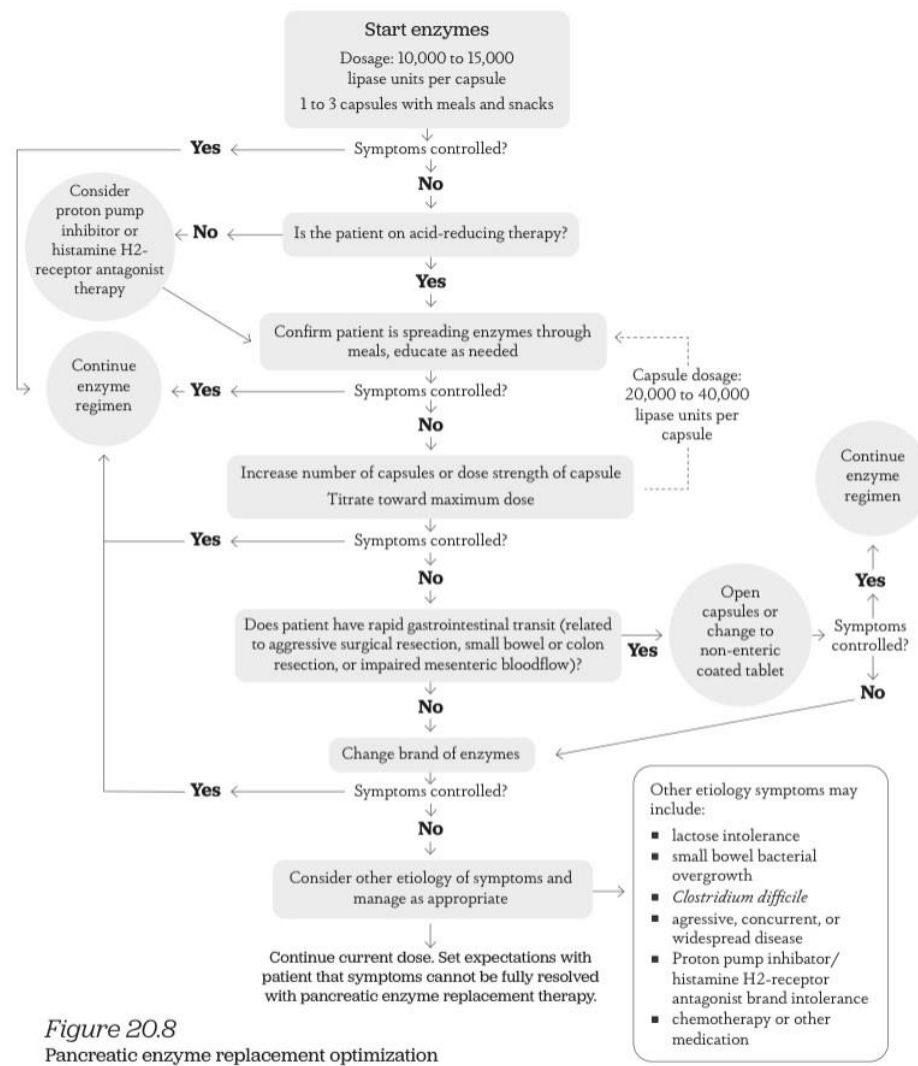 Start enzymes
Dosage: 10,000 to 15,000
lipase units per capsule
1 to 3 capsules with meals and snacks
Yes
Symptoms controlled?
No
Consider
proton pump
inhibitor or
histamine H2-
receptor antagonist
therapy
No
Is the patient on acid-reducing therapy?
Yes
Confirm patient is spreading enzymes through
meals, educate as needed
Continue
enzyme
regimen
Yes
Symptoms controlled?
No
Capsule dosage:
20,000 to 40,000
lipase units per
capsule
Increase number of capsules or dose strength of capsule
Titrate toward maximum dose
Yes
Symptoms controlled?
No
Does patient have rapid gastrointestinal transit (related
to aggressive surgical resection, small bowel or colon
resection, or impaired mesenteric bloodflow)?
Yes
Open
capsules or
change to
non-enteric
coated tablet
Symptoms
controlled?
Yes
Continue
enzyme
regimen
No
No
Change brand of enzymes
Yes
Symptoms controlled?
No
Consider other etiology of symptoms and
manage as appropriate
Other etiology symptoms may
include:
■ lactose intolerance
■ small bowel bacterial
overgrowth
■ Clostridium difficile
■ agressive, concurrent, or
widespread disease
■ Proton pump inhibator/
histamine H2-receptor
antagonist brand intolerance
■ chemotherapy or other
medication
Continue current dose. Set expectations with
patient that symptoms cannot be fully resolved
with pancreatic enzyme replacement therapy.
Figure 20.8
Pancreatic enzyme replacement optimization